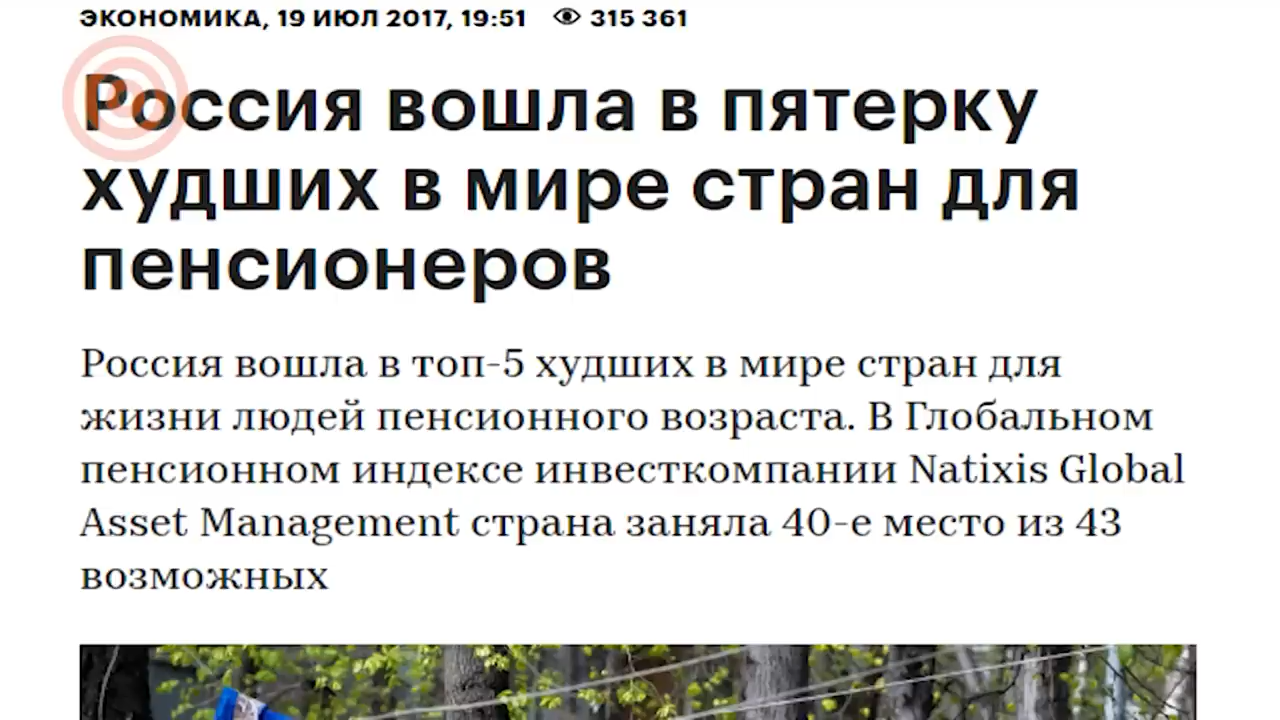 ЭКОНОМИКА, 19 ИЮЛ 2017, 19:51 315 361
Россия вошла в пятерку
худших в мире стран для
пенсионеров
Россия вошла в топ-5 худших в мире стран для
жизни людей пенсионного возраста. В Глобальном
пенсионном индексе инвесткомпании Natixis Global
Asset Management страна заняла 40-е место из 43
возможных